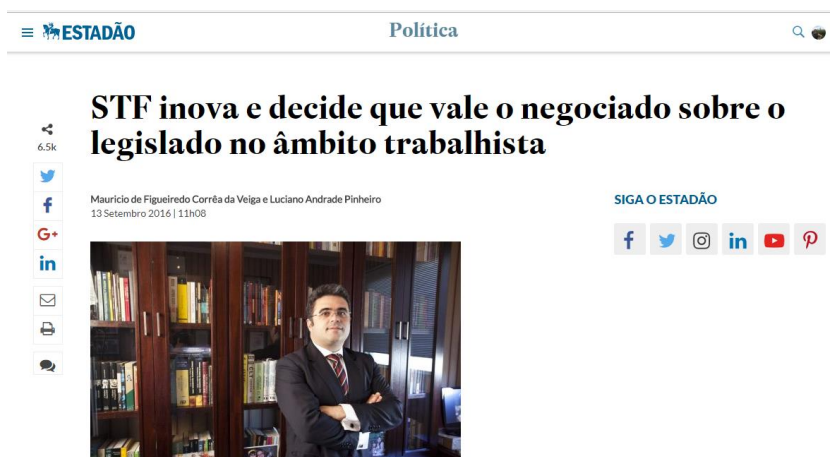 ESTADÃO
Política
STF inova e decide que vale o negociado sobre o
legislado no âmbito trabalhista
6.5k
Mauricio de Figueiredo Corrêa da Veiga e Luciano Andrade Pinheiro
13 Setembro 2016 | 11h08
SIGA O ESTADÃO